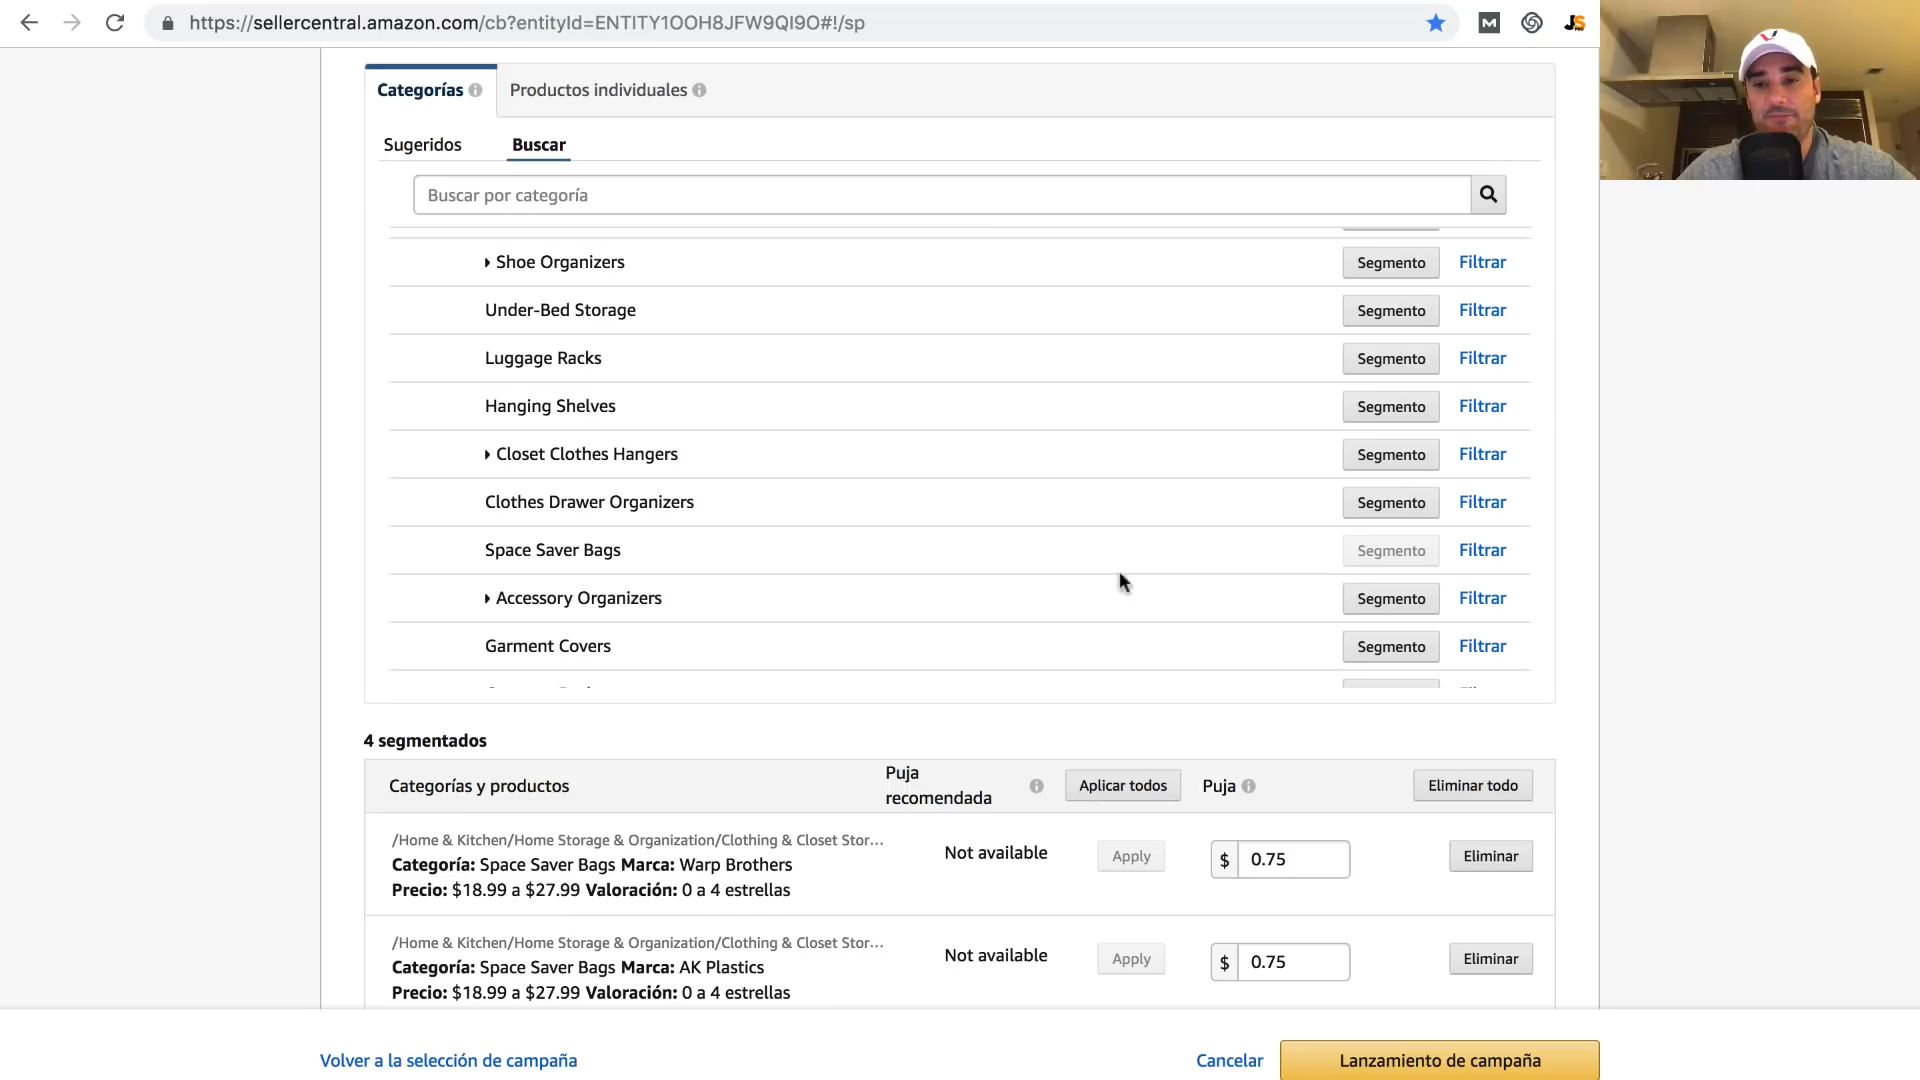 https://sellercentral.amazon.com/cb?entityId=ENTITY1OOH8JFW9QI9O#!/sp
Categorías Productos individuales
Sugeridos Buscar
Buscar por categoría
Shoe Organizers Segmento Filtrar
Under-Bed Storage Segmento Filtrar
Luggage Racks Segmento Filtrar
Hanging Shelves Segmento Filtrar
Closet Clothes Hangers Segmento Filtrar
Clothes Drawer Organizers Segmento Filtrar
Space Saver Bags Segmento Filtrar
Accessory Organizers Segmento Filtrar
Garment Covers Segmento Filtrar
4 segmentados
Categorías y productos Puja recomendada Aplicar todos Puja Eliminar todo
/Home & Kitchen/Home Storage & Organization/Clothing & Closet Stor...
Categoría: Space Saver Bags Marca: Warp Brothers Not available Apply $ 0.75 Eliminar
Precio: $18.99 a $27.99 Valoración: 0 a 4 estrellas
/Home & Kitchen/Home Storage & Organization/Clothing & Closet Stor...
Categoría: Space Saver Bags Marca: AK Plastics Not available Apply $ 0.75 Eliminar
Precio: $18.99 a $27.99 Valoración: 0 a 4 estrellas
Volver a la selección de campaña Cancelar Lanzamiento de campaña